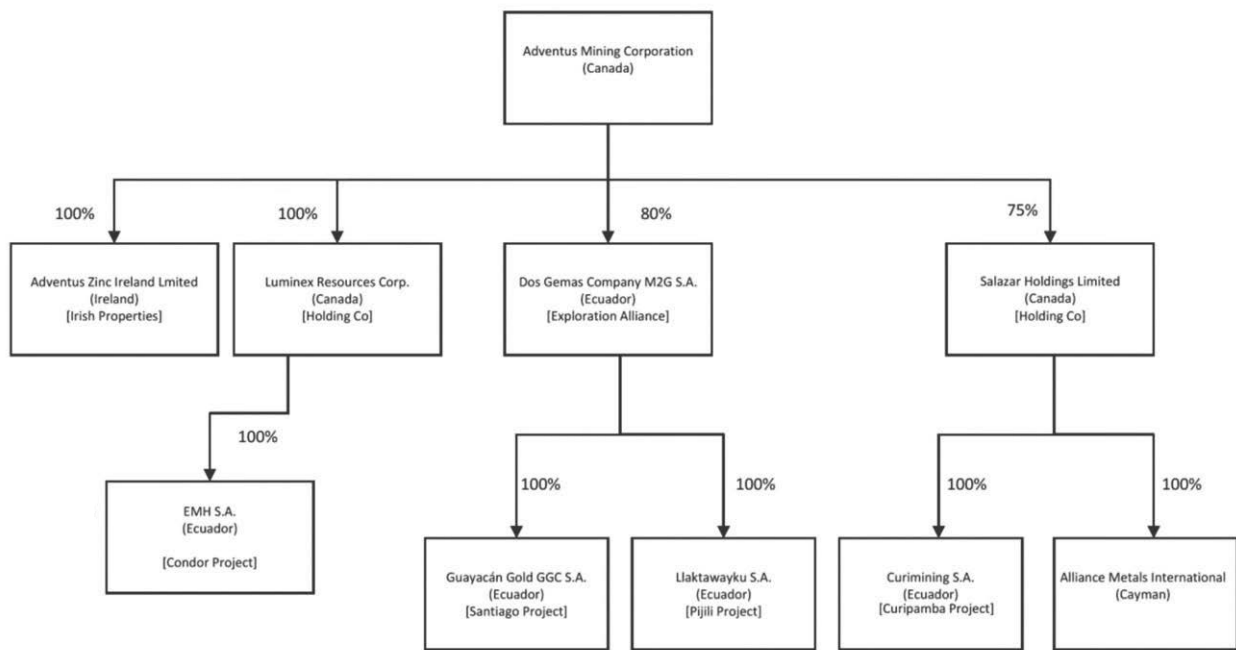 Adventus Mining Corporation
(Canada)
100%
100%
80%
75%
Adventus Zinc Ireland Lmited
(Ireland)
[Irish Properties]
Luminex Resources Corp.
(Canada)
[Holding Co]
Dos Gemas Company M2G S.A.
(Ecuador)
[Exploration Alliance]
Salazar Holdings Limited
(Canada)
[Holding Co]
100%
EMH S.A.
(Ecuador)
[Condor Project]
100%
100%
100%
100%
Guayacán Gold GGC S.A.
(Ecuador)
[Santiago Project]
Llaktawayku S.A.
(Ecuador)
[Pijili Project]
Curimining S.A.
(Ecuador)
[Curipamba Project]
Alliance Metals International
(Cayman)